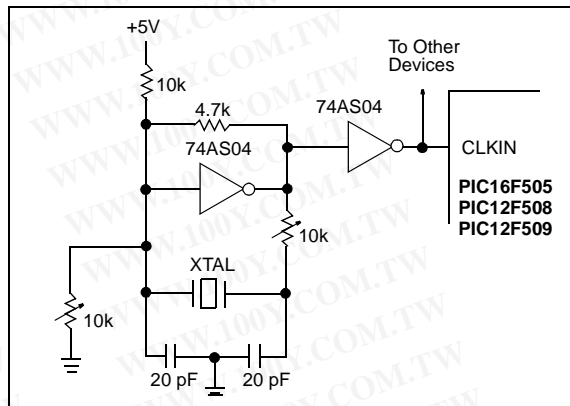 +5V
To Other
Devices
10k
4.7k
74AS04
74AS04
CLKIN
PIC16F505
PIC12F508
PIC12F509
10k
XTAL
10k
20 pF
20 pF
WWW.100Y.COM.TW